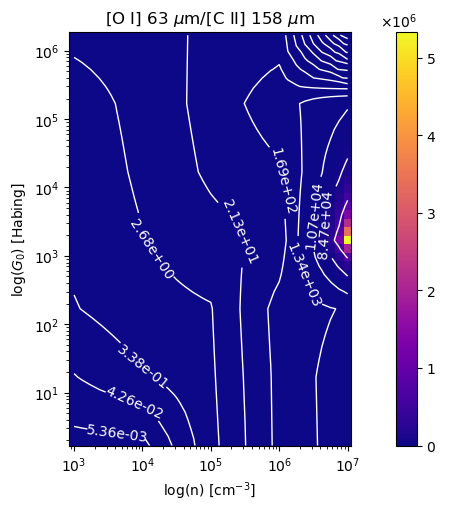 [O I] 63 μm/[C II] 158 μm
×10⁶
log(G₀) [Habing]
10⁶
10⁵
10⁴
10³
10²
10¹
1.69e+02
2.13e+01
2.68e+00
1.07e+04
8.47e+04
1.34e+03
3.38e-01
4.26e-02
5.36e-03
5
4
3
2
1
0
10³
10⁴
10⁵
10⁶
10⁷
log(n) [cm⁻³]